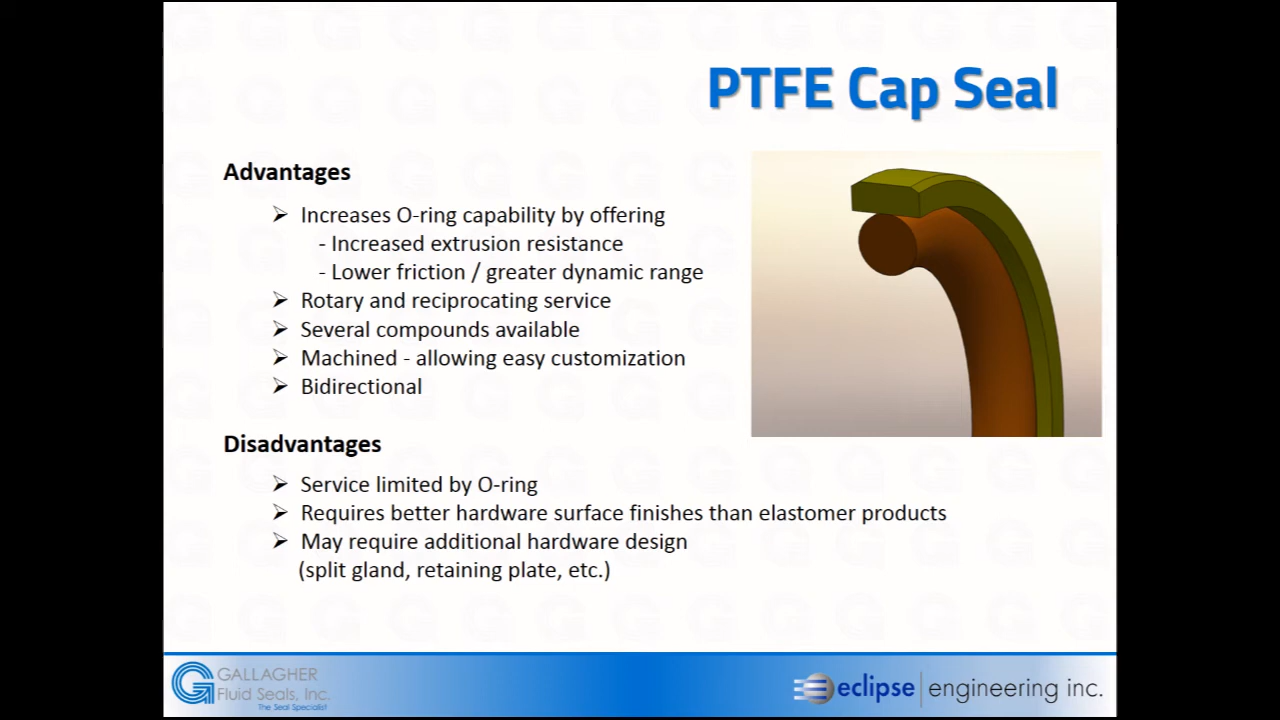 PTFE Cap Seal
Advantages
➢ Increases O-ring capability by offering
- Increased extrusion resistance
- Lower friction / greater dynamic range
➢ Rotary and reciprocating service
➢ Several compounds available
➢ Machined - allowing easy customization
➢ Bidirectional
Disadvantages
➢ Service limited by O-ring
➢ Requires better hardware surface finishes than elastomer products
➢ May require additional hardware design
(split gland, retaining plate, etc.)
GALLAGHER
Fluid Seals, Inc.
The Seal Specialist
eclipse engineering inc.